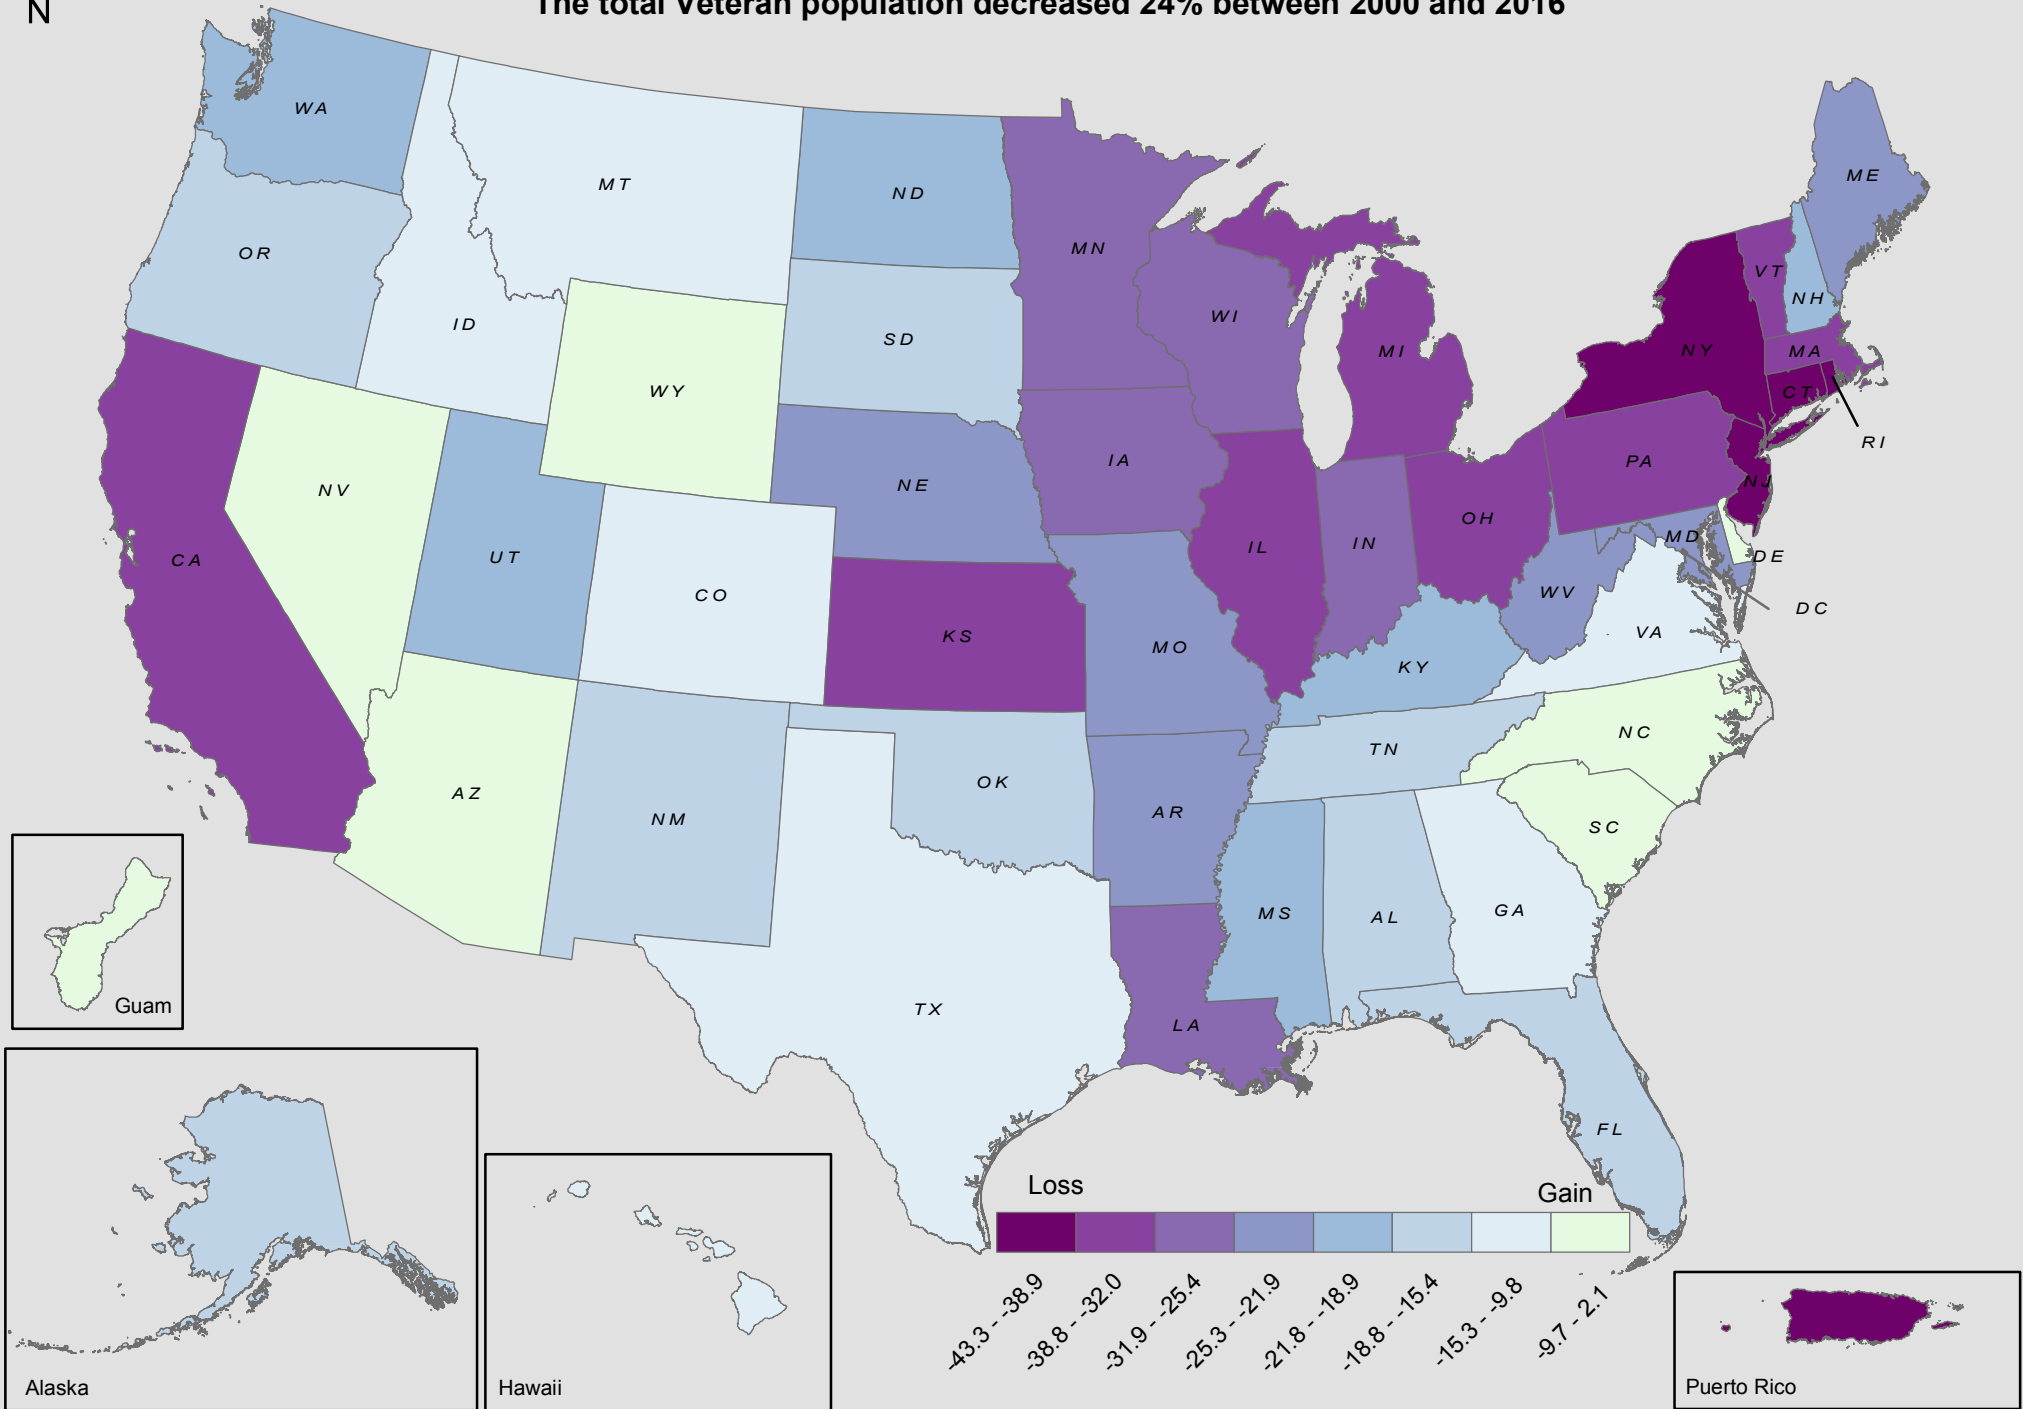 N
The total Veteran population decreased 24% between 2000 and 2016
WA
MT
ND
MN
ME
OR
ID
SD
WI
MI
VT
NH
NY
MA
CT
RI
WY
NV
NE
IA
PA
NJ
UT
CA
CO
KS
MO
IL
IN
OH
WV
MD
DE
DC
VA
KY
AZ
NM
OK
AR
TN
NC
SC
MS
AL
GA
TX
LA
FL
Guam
Alaska
Hawaii
Puerto Rico
Loss
Gain
-43.3 - -38.9
-38.8 - -32.0
-31.9 - -25.4
-25.3 - -21.9
-21.8 - -18.9
-18.8 - -15.4
-15.3 - -9.8
-9.7 - 2.1